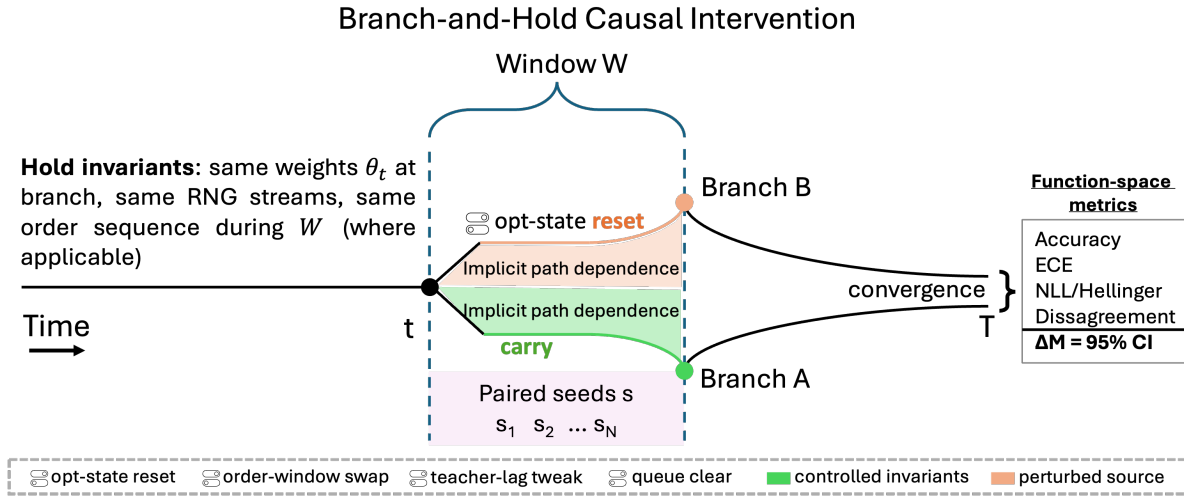 Branch-and-Hold Causal Intervention
Window W
Hold invariants: same weights θt at
branch, same RNG streams, same
order sequence during W (where
applicable)
Time
t
opt-state reset
Implicit path dependence
Implicit path dependence
carry
Branch B
Branch A
Paired seeds s
s1 s2 ... sN
convergence
T
Function-space
metrics
Accuracy
ECE
NLL/Hellinger
Dissagreement
ΔM = 95% CI
opt-state reset order-window swap teacher-lag tweak queue clear controlled invariants perturbed source